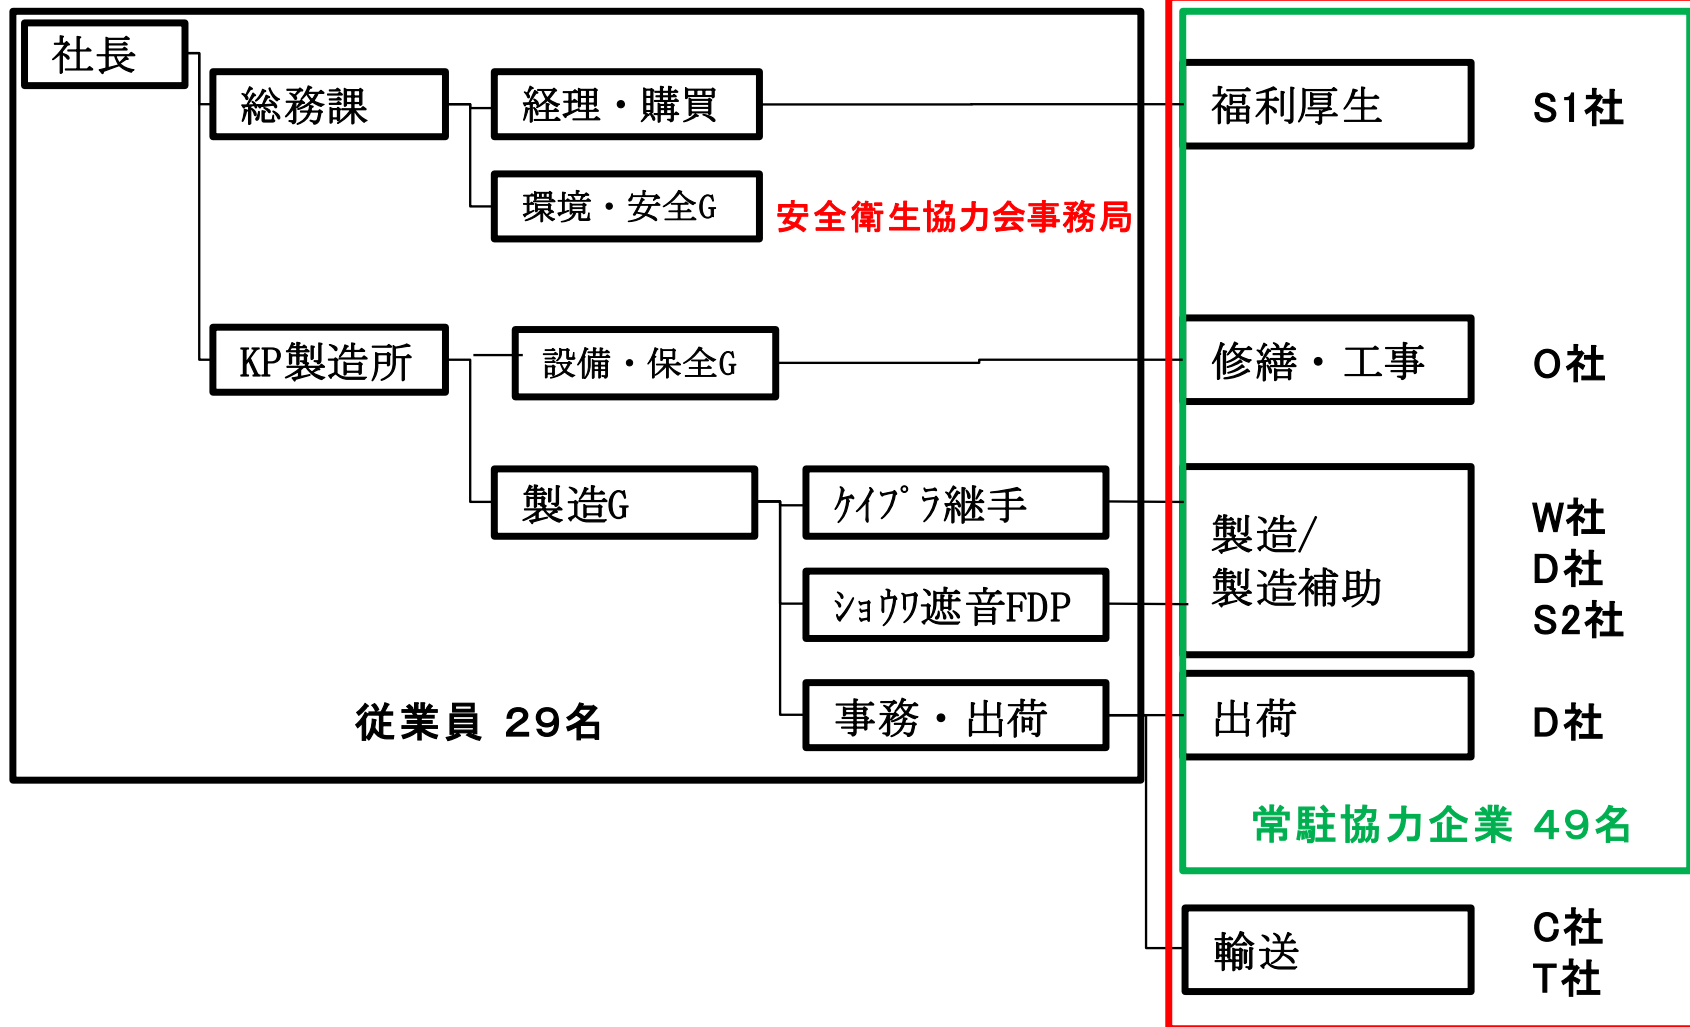 社長
総務課
経理・購買
福利厚生
S1社
環境・安全G
安全衛生協力会事務局
KP製造所
設備・保全G
修繕・工事
O社
製造G
ｹｲﾌﾟﾗ継手
製造/
製造補助
W社
D社
S2社
ｼｮｳﾜ遮音FDP
事務・出荷
出荷
D社
従業員 29名
常駐協力企業 49名
輸送
C社
T社